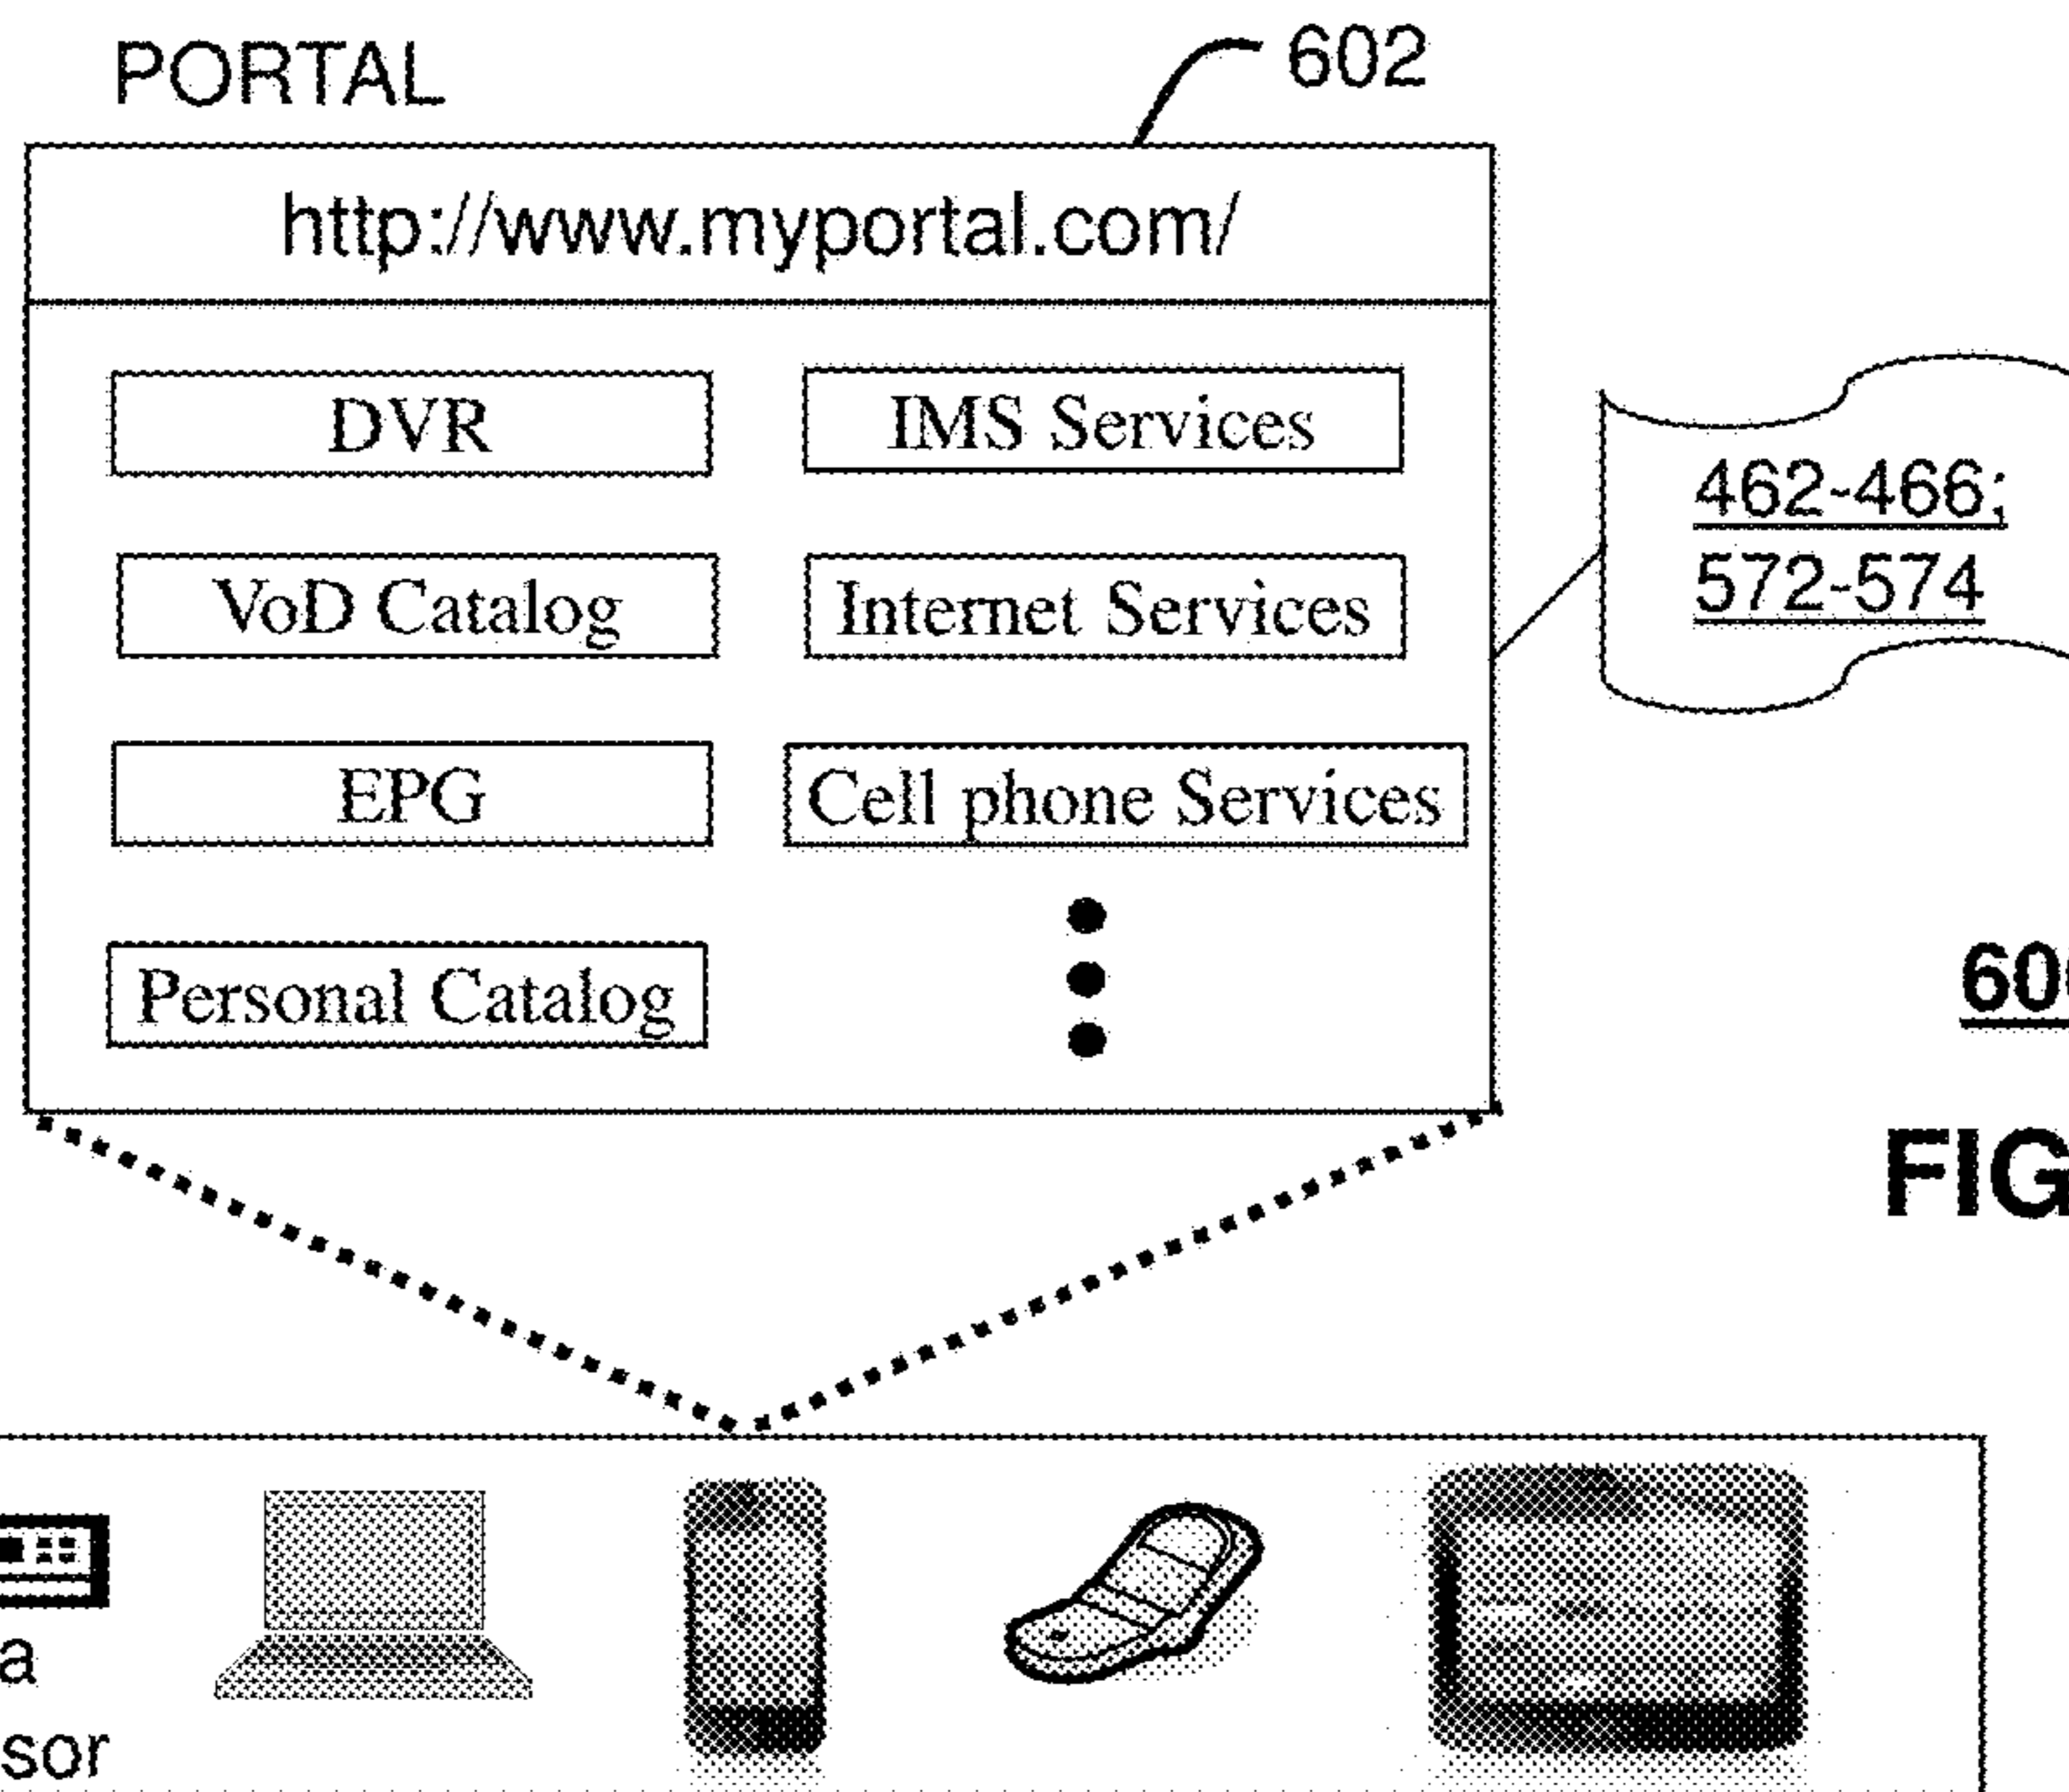 PORTAL
602
http://www.myportal.com/
DVR
IMS Services
462-466;
572-574
VoD Catalog
Internet Services
EPG
Cell phone Services
Personal Catalog
FIG